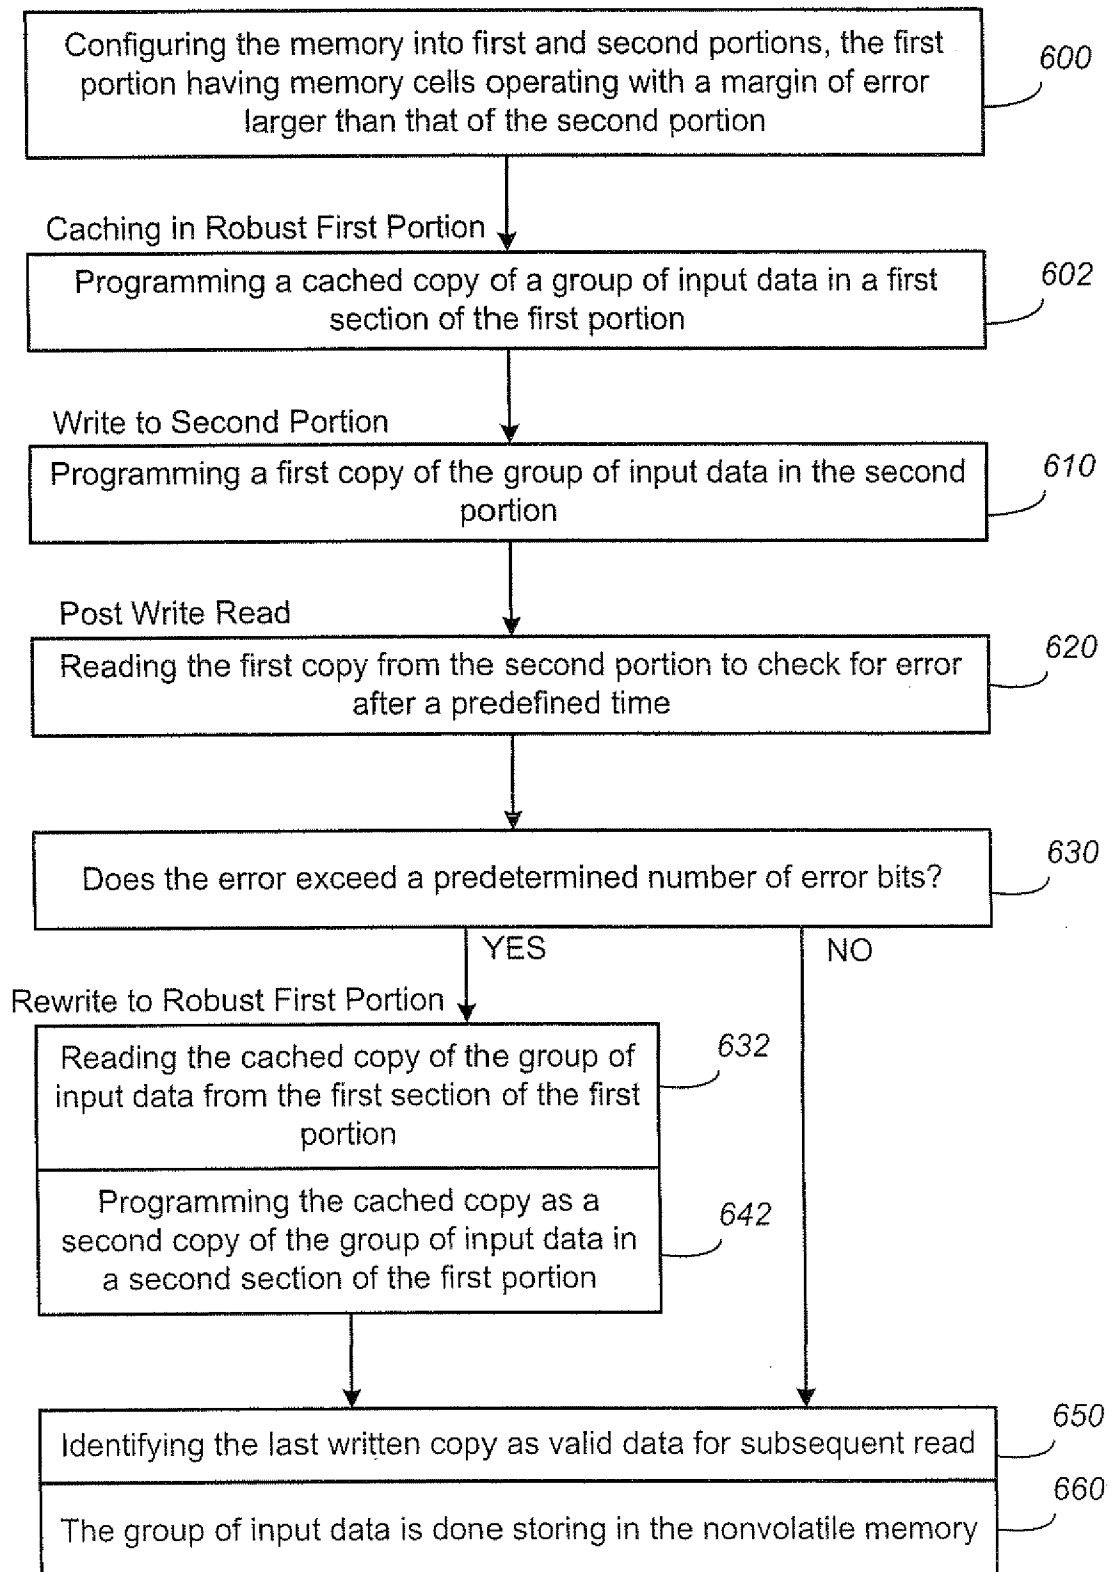 Configuring the memory into first and second portions, the first
portion having memory cells operating with a margin of error
larger than that of the second portion
600
Caching in Robust First Portion
Programming a cached copy of a group of input data in a first
section of the first portion
602
Write to Second Portion
Programming a first copy of the group of input data in the second
portion
610
Post Write Read
Reading the first copy from the second portion to check for error
after a predefined time
620
Does the error exceed a predetermined number of error bits?
630
YES
NO
Rewrite to Robust First Portion
Reading the cached copy of the group of
input data from the first section of the first
portion
632
Programming the cached copy as a
second copy of the group of input data in
a second section of the first portion
642
Identifying the last written copy as valid data for subsequent read
650
The group of input data is done storing in the nonvolatile memory
660